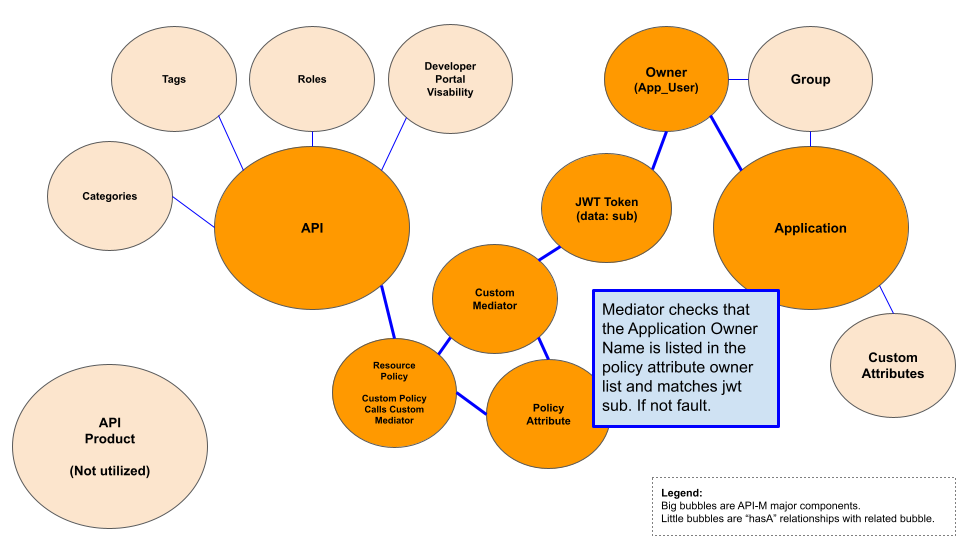 Tags
Roles
Developer
Portal
Visability
Owner
(App_User)
Group
Categories
API
JWT Token
(data: sub)
Application
Custom
Mediator
Mediator checks that
the Application Owner
Name is listed in the
policy attribute owner
list and matches jwt
sub. If not fault.
Resource
Policy
Custom Policy
Calls Custom
Mediator
Policy
Attribute
Custom
Attributes
API
Product
(Not utilized)
Legend:
Big bubbles are API-M major components.
Little bubbles are “hasA” relationships with related bubble.